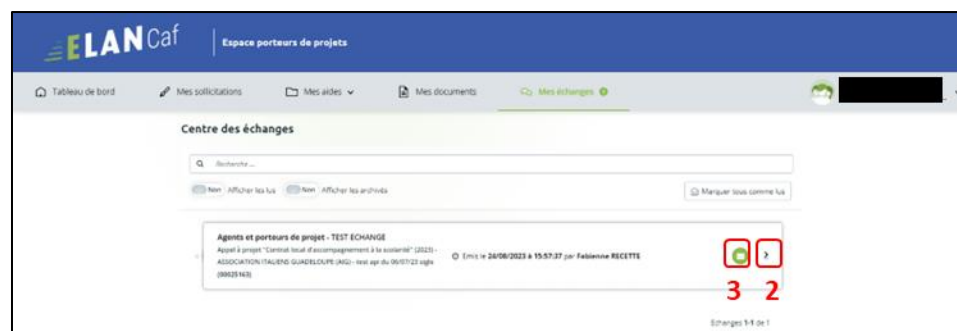 ELAN Caf
Espace porteurs de projets
Tableau de bord
Mes sollicitations
Mes aides
Mes documents
Mes échanges
Centre des échanges
Recherche ...
Non Afficher les lus Non Afficher les archivés
Marquer tous comme lus
Agents et porteurs de projet - TEST ECHANGE
Appel à projet "Contrat local d'accompagnement à la scolarité" (2023) -
ASSOCIATION ITALIENS GUADELOUPE (AIG) - test apr du 06/07/23 sigle
(00025163)
Emis le 24/08/2023 à 15:57:37 par Fabienne RECETTE
3 2
Echanges 1-1 de 1